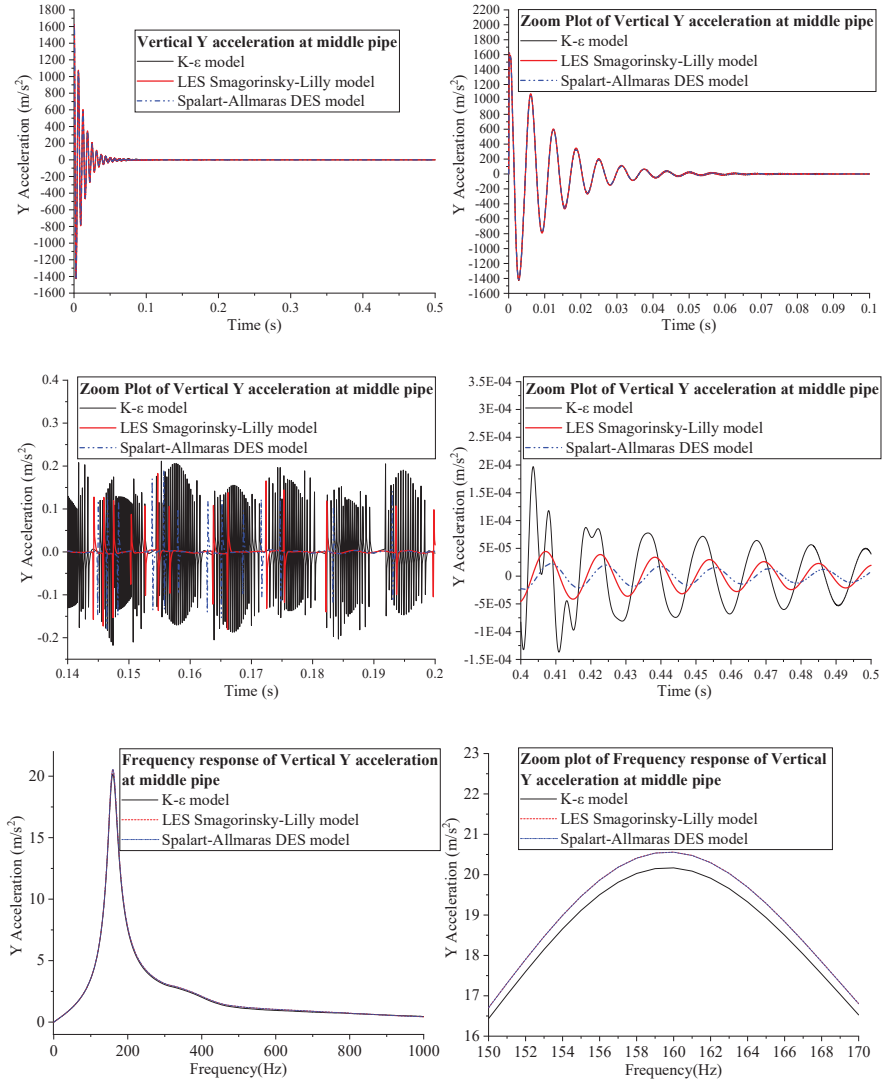 Vertical Y acceleration at middle pipe
K-ε model
LES Smagorinsky-Lilly model
Spalart-Allmaras DES model
Y Acceleration (m/s²)
1800
1600
1400
1200
1000
800
600
400
200
0
-200
-400
-600
-800
-1000
-1200
-1400
-1600
0 0.1 0.2 0.3 0.4 0.5
Time (s)
Zoom Plot of Vertical Y acceleration at middle pipe
K-ε model
LES Smagorinsky-Lilly model
Spalart-Allmaras DES model
Y Acceleration (m/s²)
2200
2000
1800
1600
1400
1200
1000
800
600
400
200
0
-200
-400
-600
-800
-1000
-1200
-1400
-1600
0 0.01 0.02 0.03 0.04 0.05 0.06 0.07 0.08 0.09 0.1
Time (s)
Zoom Plot of Vertical Y acceleration at middle pipe
K-ε model
LES Smagorinsky-Lilly model
Spalart-Allmaras DES model
Y Acceleration (m/s²)
0.4
0.3
0.2
0.1
0.0
-0.1
-0.2
0.14 0.15 0.16 0.17 0.18 0.19 0.2
Time (s)
Zoom Plot of Vertical Y acceleration at middle pipe
K-ε model
LES Smagorinsky-Lilly model
Spalart-Allmaras DES model
Y Acceleration (m/s²)
3.5E-04
3E-04
2.5E-04
2E-04
1.5E-04
1E-04
5E-05
0
-5E-05
-1E-04
-1.5E-04
0.4 0.41 0.42 0.43 0.44 0.45 0.46 0.47 0.48 0.49 0.5
Time (s)
Frequency response of Vertical Y acceleration
at middle pipe
K-ε model
LES Smagorinsky-Lilly model
Spalart-Allmaras DES model
Y Acceleration (m/s²)
20
15
10
5
0
0 200 400 600 800 1000
Frequency(Hz)
Zoom plot of Frequency response of Vertical
Y acceleration at middle pipe
K-ε model
LES Smagorinsky-Lilly model
Spalart-Allmaras DES model
Y Acceleration (m/s²)
23
22
21
20
19
18
17
16
150 152 154 156 158 160 162 164 166 168 170
Frequency(Hz)